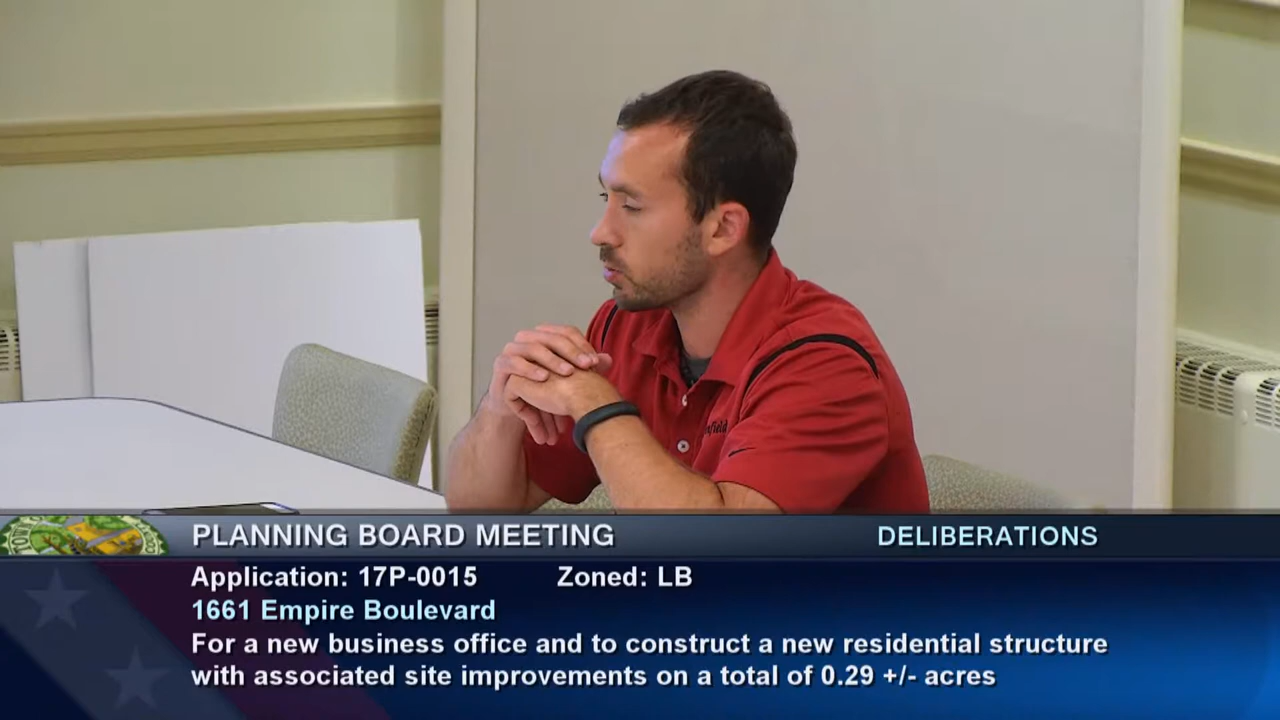 PLANNING BOARD MEETING
DELIBERATIONS
Application: 17P-0015
Zoned: LB
1661 Empire Boulevard
For a new business office and to construct a new residential structure
with associated site improvements on a total of 0.29 +/- acres